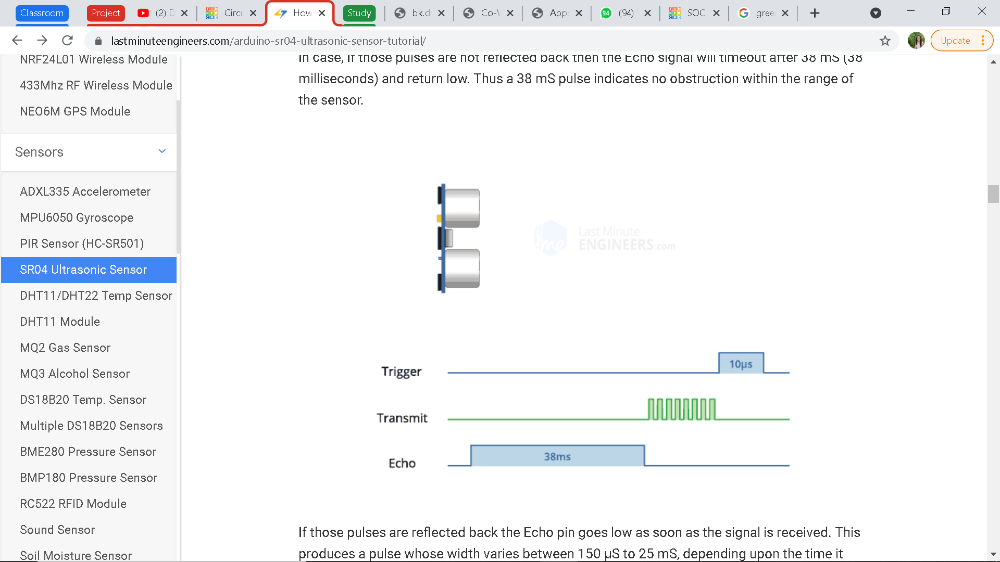 Classroom
Project
(2) D
Circu
How
Study
bk.d
Co-V
Appo
94
(94)
SOC
gree
lastminuteengineers.com/arduino-sr04-ultrasonic-sensor-tutorial/
Update
NRF24L01 Wireless Module
433Mhz RF Wireless Module
NEO6M GPS Module
Sensors
ADXL335 Accelerometer
MPU6050 Gyroscope
PIR Sensor (HC-SR501)
SR04 Ultrasonic Sensor
DHT11/DHT22 Temp Sensor
DHT11 Module
MQ2 Gas Sensor
MQ3 Alcohol Sensor
DS18B20 Temp. Sensor
Multiple DS18B20 Sensors
BME280 Pressure Sensor
BMP180 Pressure Sensor
RC522 RFID Module
Sound Sensor
Soil Moisture Sensor
In case, If those pulses are not reflected back then the Echo signal will timeout after 38 mS (38
milliseconds) and return low. Thus a 38 mS pulse indicates no obstruction within the range of
the sensor.
lme
Last Minute
ENGINEERS.com
Trigger
10µs
Transmit
Echo
38ms
If those pulses are reflected back the Echo pin goes low as soon as the signal is received. This
produces a pulse whose width varies between 150 µS to 25 mS, depending upon the time it